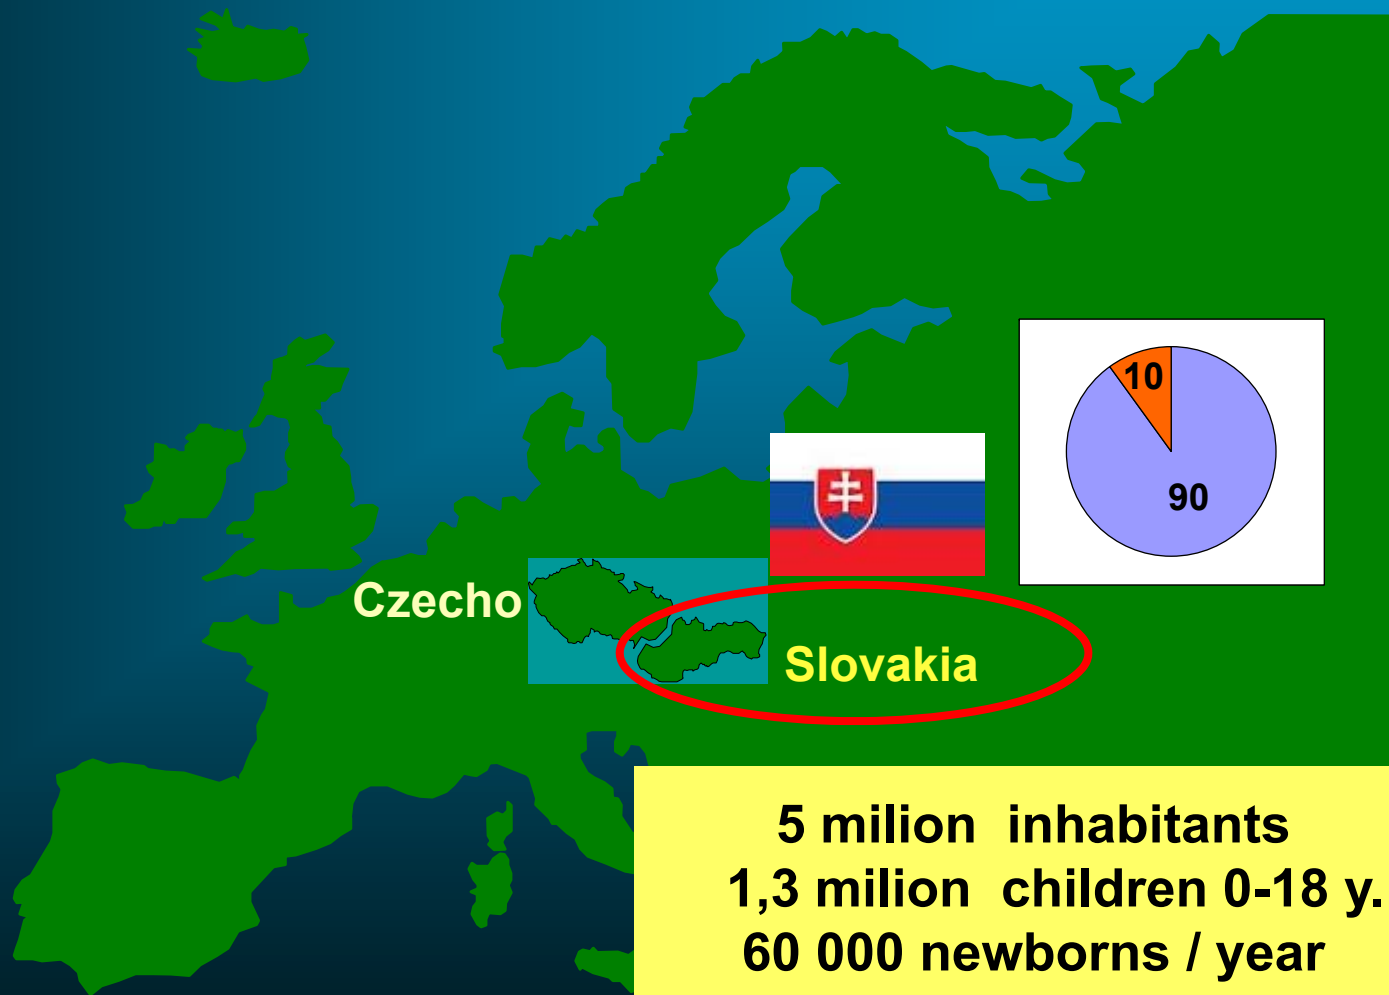 10
90
Czecho
Slovakia
5 milion inhabitants
1,3 milion children 0-18 y.
60 000 newborns / year